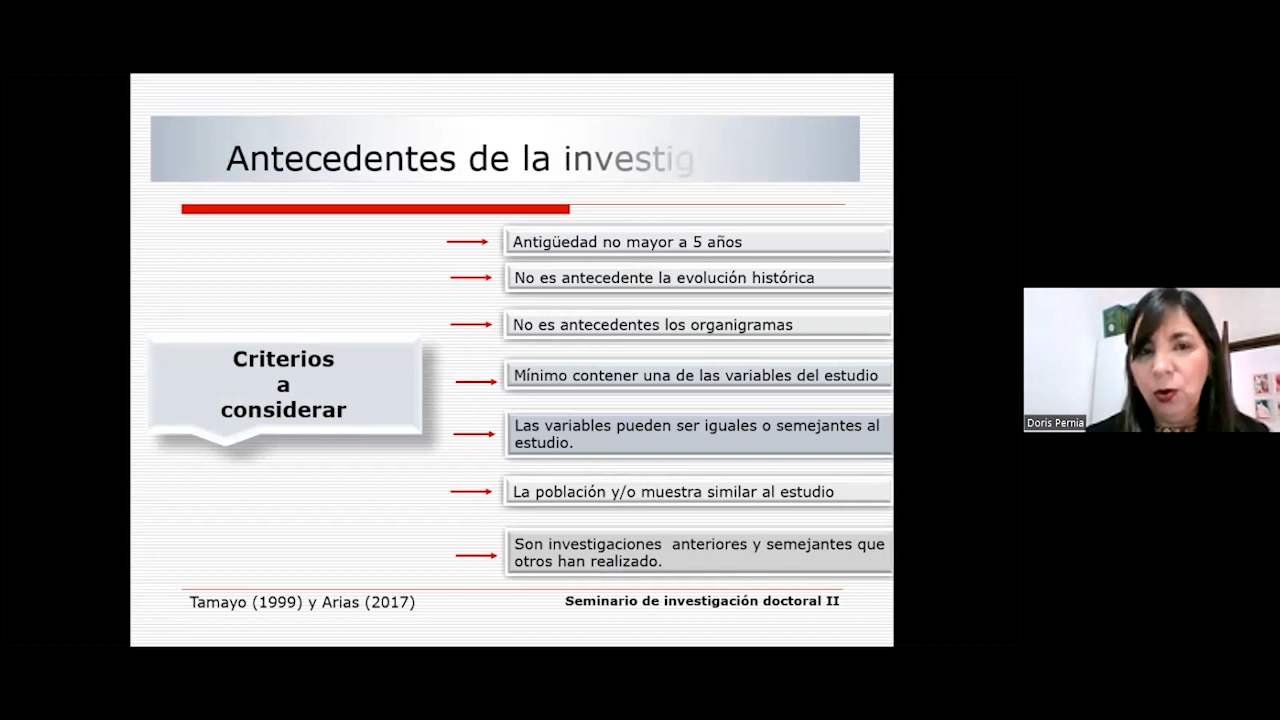 Antecedentes de la investig
Antigüedad no mayor a 5 años
No es antecedente la evolución histórica
No es antecedentes los organigramas
Criterios
a
considerar
Mínimo contener una de las variables del estudio
Las variables pueden ser iguales o semejantes al
estudio.
La población y/o muestra similar al estudio
Son investigaciones anteriores y semejantes que
otros han realizado.
Tamayo (1999) y Arias (2017)
Seminario de investigación doctoral II
Doris Pernia